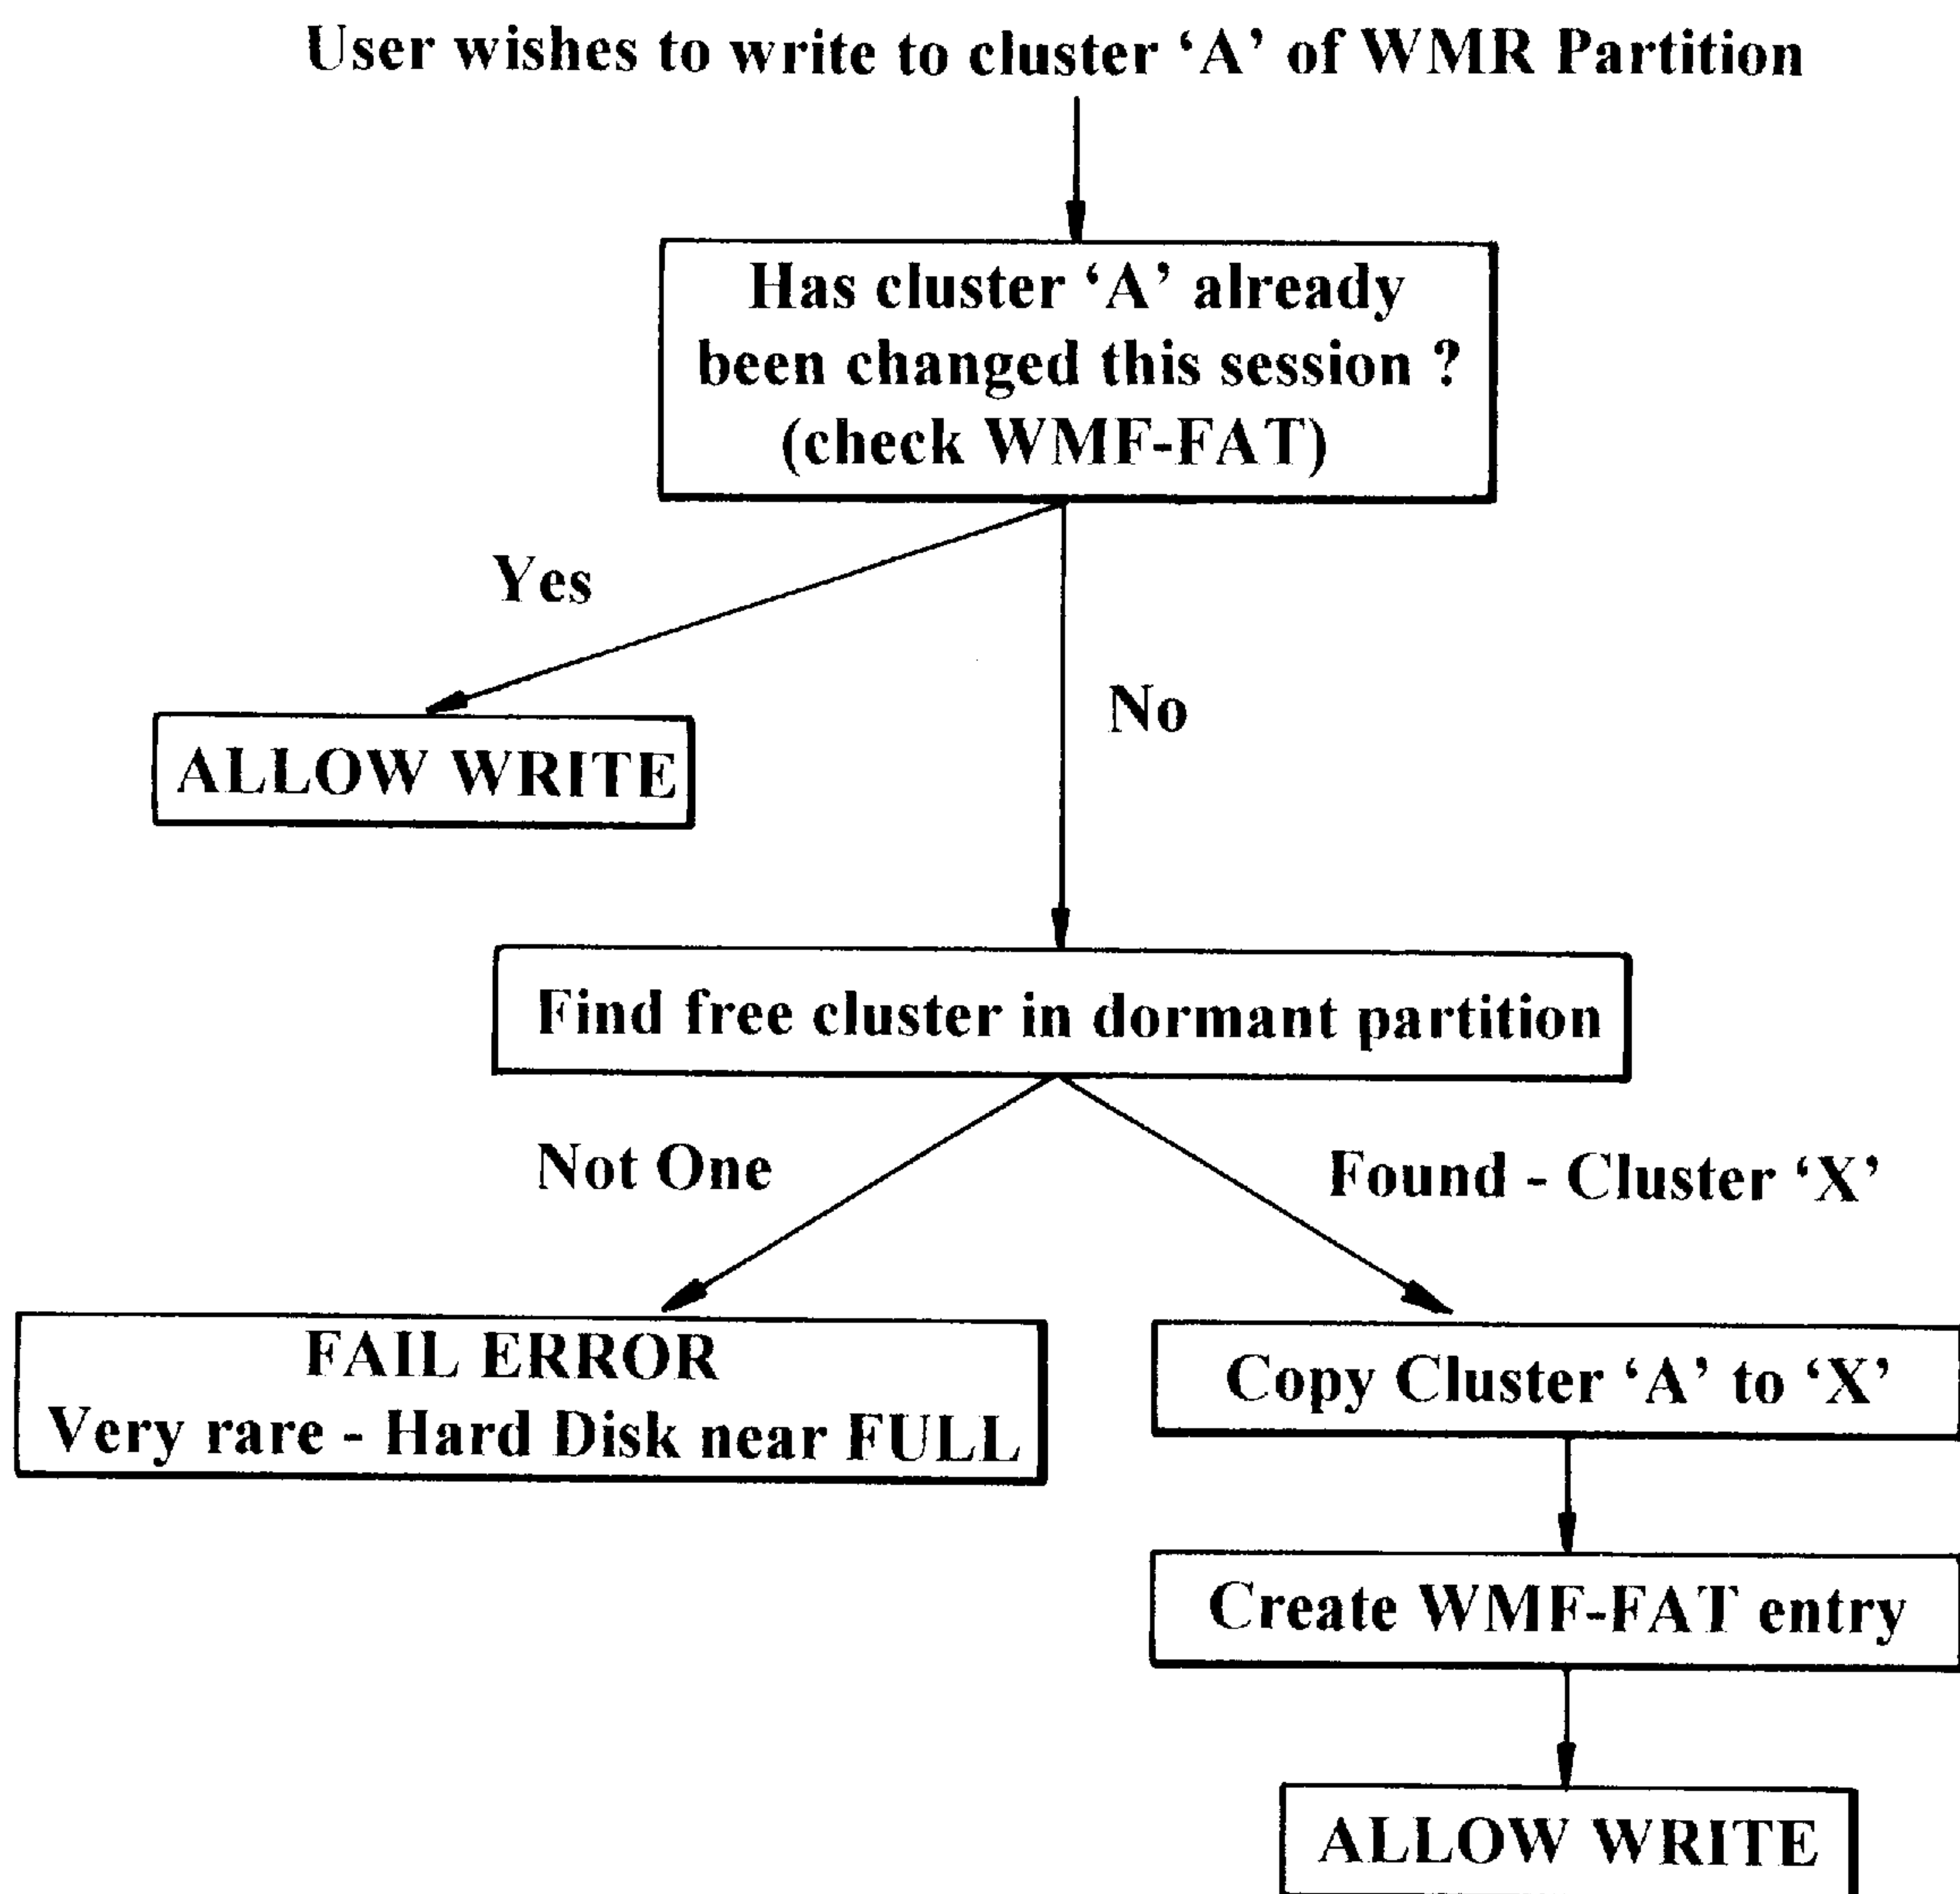 User wishes to write to cluster ‘A’ of WMR Partition
Has cluster ‘A’ already
been changed this session ?
(check WMF-FAT)
Yes
No
ALLOW WRITE
Find free cluster in dormant partition
Not One
Found - Cluster ‘X’
FAIL ERROR
Very rare - Hard Disk near FULL
Copy Cluster ‘A’ to ‘X’
Create WMF-FAT entry
ALLOW WRITE